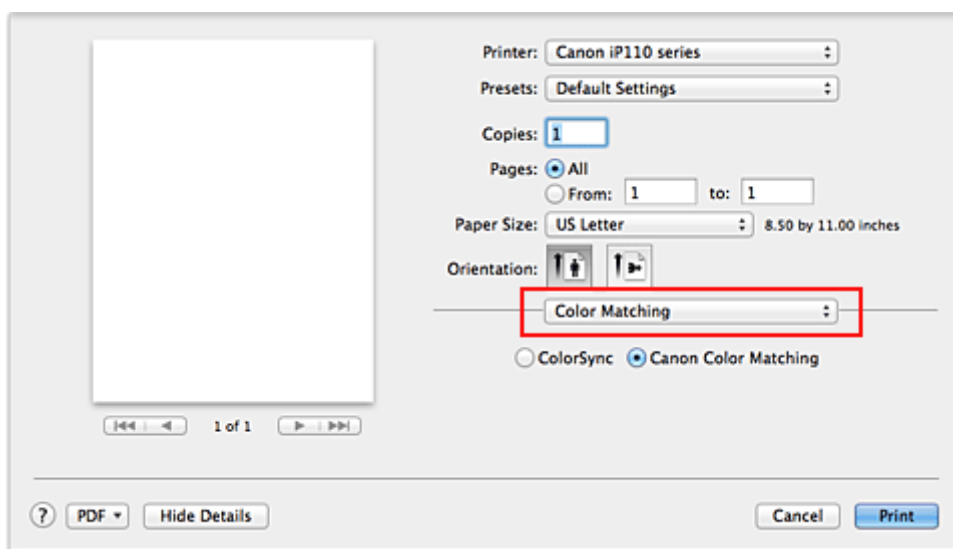 Printer: Canon iP110 series
Presets: Default Settings
Copies: 1
Pages: All
From: 1 to: 1
Paper Size: US Letter 8.50 by 11.00 inches
Orientation:
Color Matching
ColorSync Canon Color Matching
1 of 1
? PDF Hide Details Cancel Print